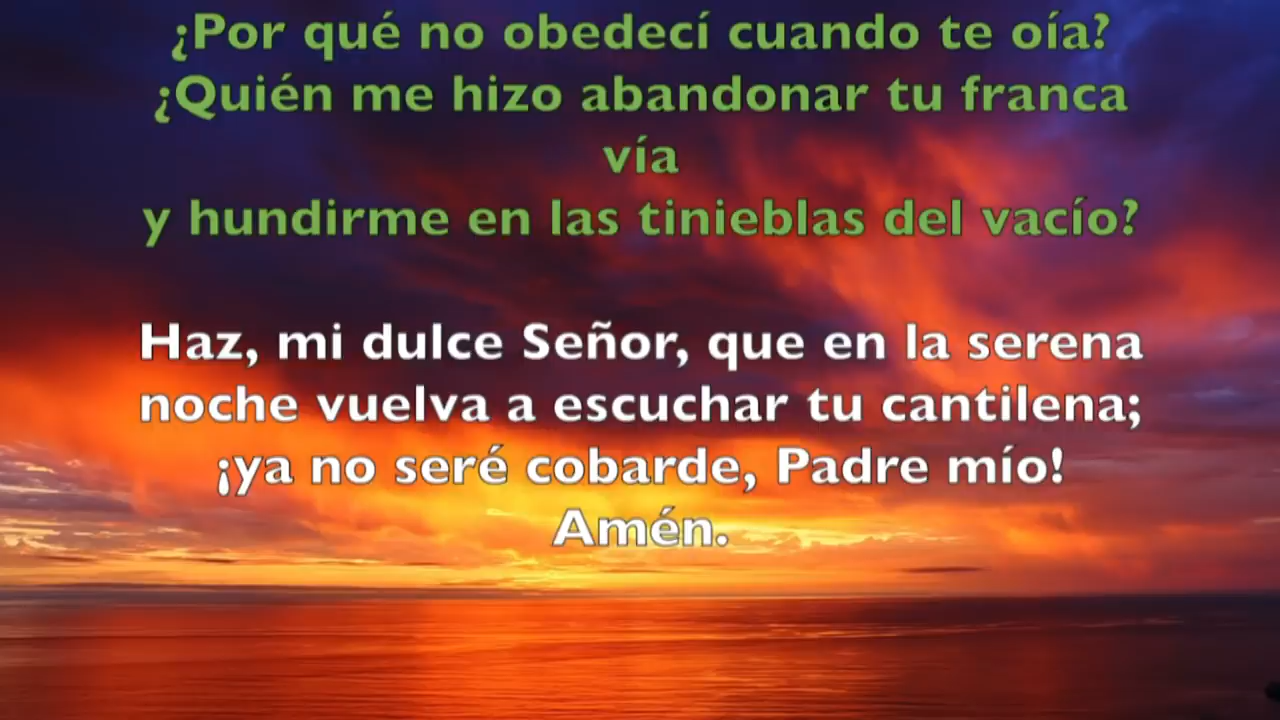 ¿Por qué no obedecí cuando te oía?
¿Quién me hizo abandonar tu franca
vía
y hundirme en las tinieblas del vacío?
Haz, mi dulce Señor, que en la serena
noche vuelva a escuchar tu cantilena;
¡ya no seré cobarde, Padre mío!
Amén.